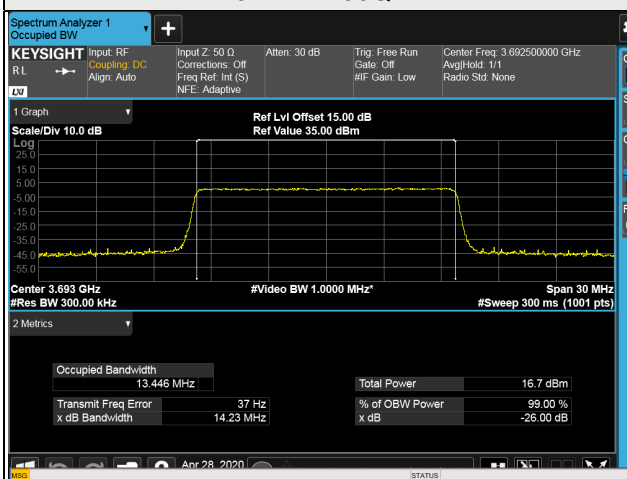 Spectrum Analyzer 1
Occupied BW
+
KEYSIGHT Input: RF Input Z: 50 Ω Atten: 30 dB Trig: Free Run Center Freq: 3.692500000 GHz
RL Coupling: DC Corrections: Off Gate: Off Avg|Hold: 1/1
Align: Auto Freq Ref: Int (S) #IF Gain: Low Radio Std: None
LXI NFE: Adaptive
1 Graph
Ref Lvl Offset 15.00 dB
Scale/Div 10.0 dB Ref Value 35.00 dBm
Log
25.0
15.0
5.00
-5.00
-15.0
-25.0
-35.0
-45.0
-55.0
Center 3.693 GHz #Video BW 1.0000 MHz* Span 30 MHz
#Res BW 300.00 kHz #Sweep 300 ms (1001 pts)
2 Metrics
Occupied Bandwidth
13.446 MHz Total Power 16.7 dBm
Transmit Freq Error 37 Hz % of OBW Power 99.00 %
x dB Bandwidth 14.23 MHz x dB -26.00 dB
Apr 28, 2020
MSG STATUS